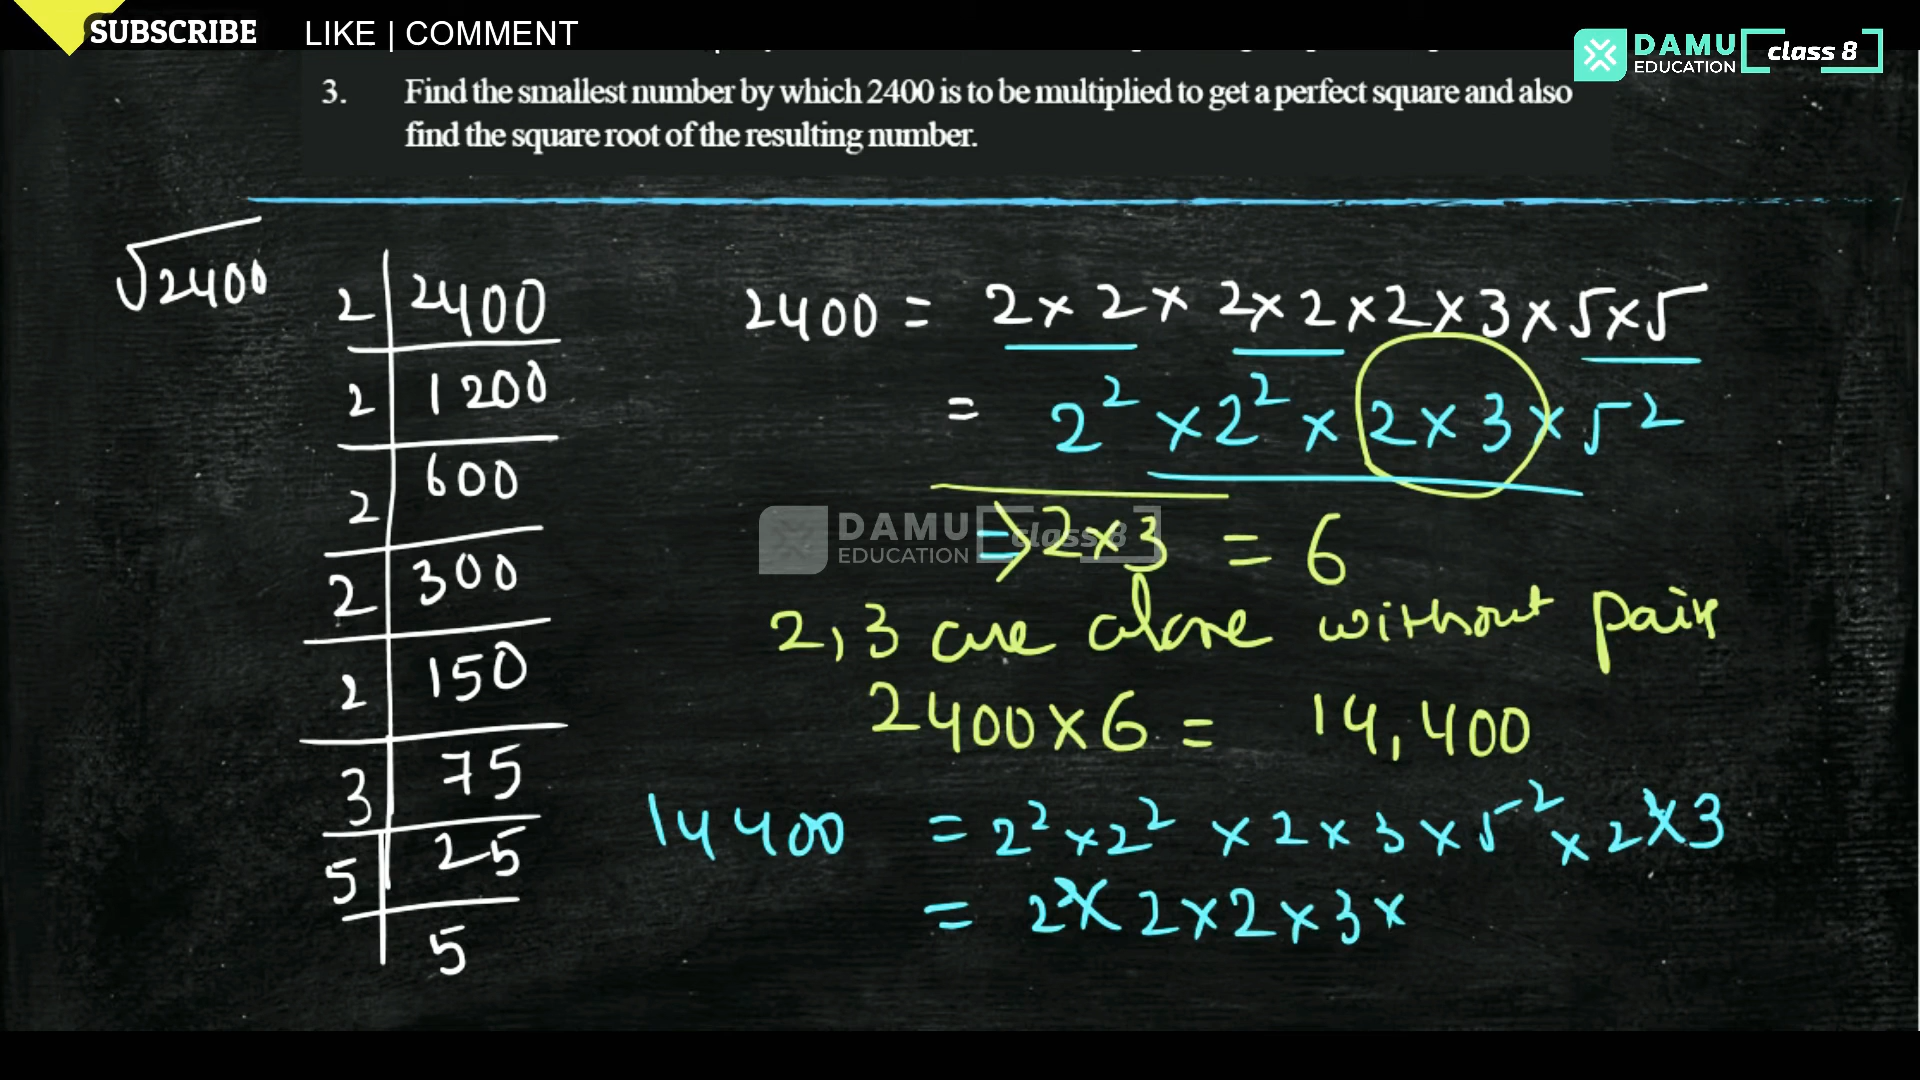 SUBSCRIBE LIKE | COMMENT
DAMU EDUCATION class 8
3. Find the smallest number by which 2400 is to be multiplied to get a perfect square and also
find the square root of the resulting number.
√2400
2 | 2400
2 | 1200
2 | 600
2 | 300
2 | 150
3 | 75
5 | 25
5
2400 = 2 × 2 × 2 × 2 × 2 × 3 × 5 × 5
= 2² × 2² × 2 × 3 × 5²
DAMU EDUCATION class 8
⇒ 2×3 = 6
2, 3 are alone without pair
2400 × 6 = 14,400
14400 = 2² × 2² × 2 × 3 × 5² × 2 × 3
= 2 × 2 × 2 × 3 ×